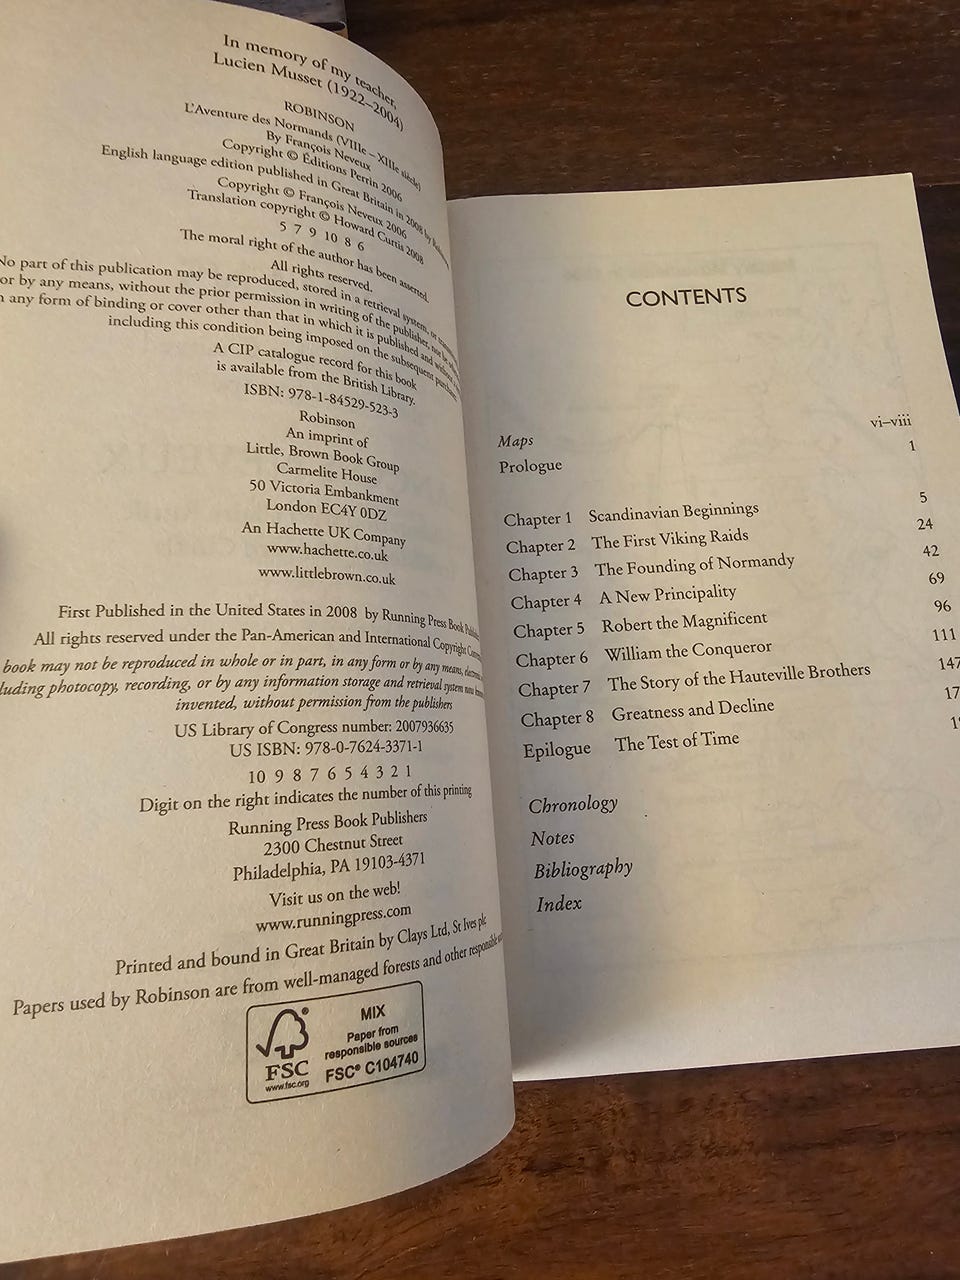 In memory of my teacher,
Lucien Musset (1922–2004)
ROBINSON
L'Aventure des Normands (VIIIe – XIIIe siècle)
By François Neveux
Copyright © Éditions Perrin 2006
English language edition published in Great Britain in 2008 by
Copyright © François Neveux 2006
Translation copyright © Howard Curtis 2008
5 7 9 10 8 6
The moral right of the author has been asserted.
All rights reserved.
No part of this publication may be reproduced, stored in a retrieval system, or
or by any means, without the prior permission in writing of the publisher, nor be
any form of binding or cover other than that in which it is published and without a
including this condition being imposed on the subsequent purchaser.
A CIP catalogue record for this book
is available from the British Library.
ISBN: 978-1-84529-523-3
Robinson
An imprint of
Little, Brown Book Group
Carmelite House
50 Victoria Embankment
London EC4Y 0DZ
An Hachette UK Company
www.hachette.co.uk
www.littlebrown.co.uk
First Published in the United States in 2008 by Running Press Book
All rights reserved under the Pan-American and International Copyright
book may not be reproduced in whole or in part, in any form or by any means,
cluding photocopy, recording, or by any information storage and retrieval system now
invented, without permission from the publishers
US Library of Congress number: 2007936635
US ISBN: 978-0-7624-3371-1
10 9 8 7 6 5 4 3 2 1
Digit on the right indicates the number of this printing
Running Press Book Publishers
2300 Chestnut Street
Philadelphia, PA 19103-4371
Visit us on the web!
www.runningpress.com
Printed and bound in Great Britain by Clays Ltd, St Ives plc
Papers used by Robinson are from well-managed forests and other responsible
FSC
www.fsc.org
MIX
Paper from
responsible sources
FSC® C104740
CONTENTS
Maps vi–viii
Prologue 1
Chapter 1 Scandinavian Beginnings 5
Chapter 2 The First Viking Raids 24
Chapter 3 The Founding of Normandy 42
Chapter 4 A New Principality 69
Chapter 5 Robert the Magnificent 96
Chapter 6 William the Conqueror 111
Chapter 7 The Story of the Hauteville Brothers 147
Chapter 8 Greatness and Decline 17
Epilogue The Test of Time
Chronology
Notes
Bibliography
Index